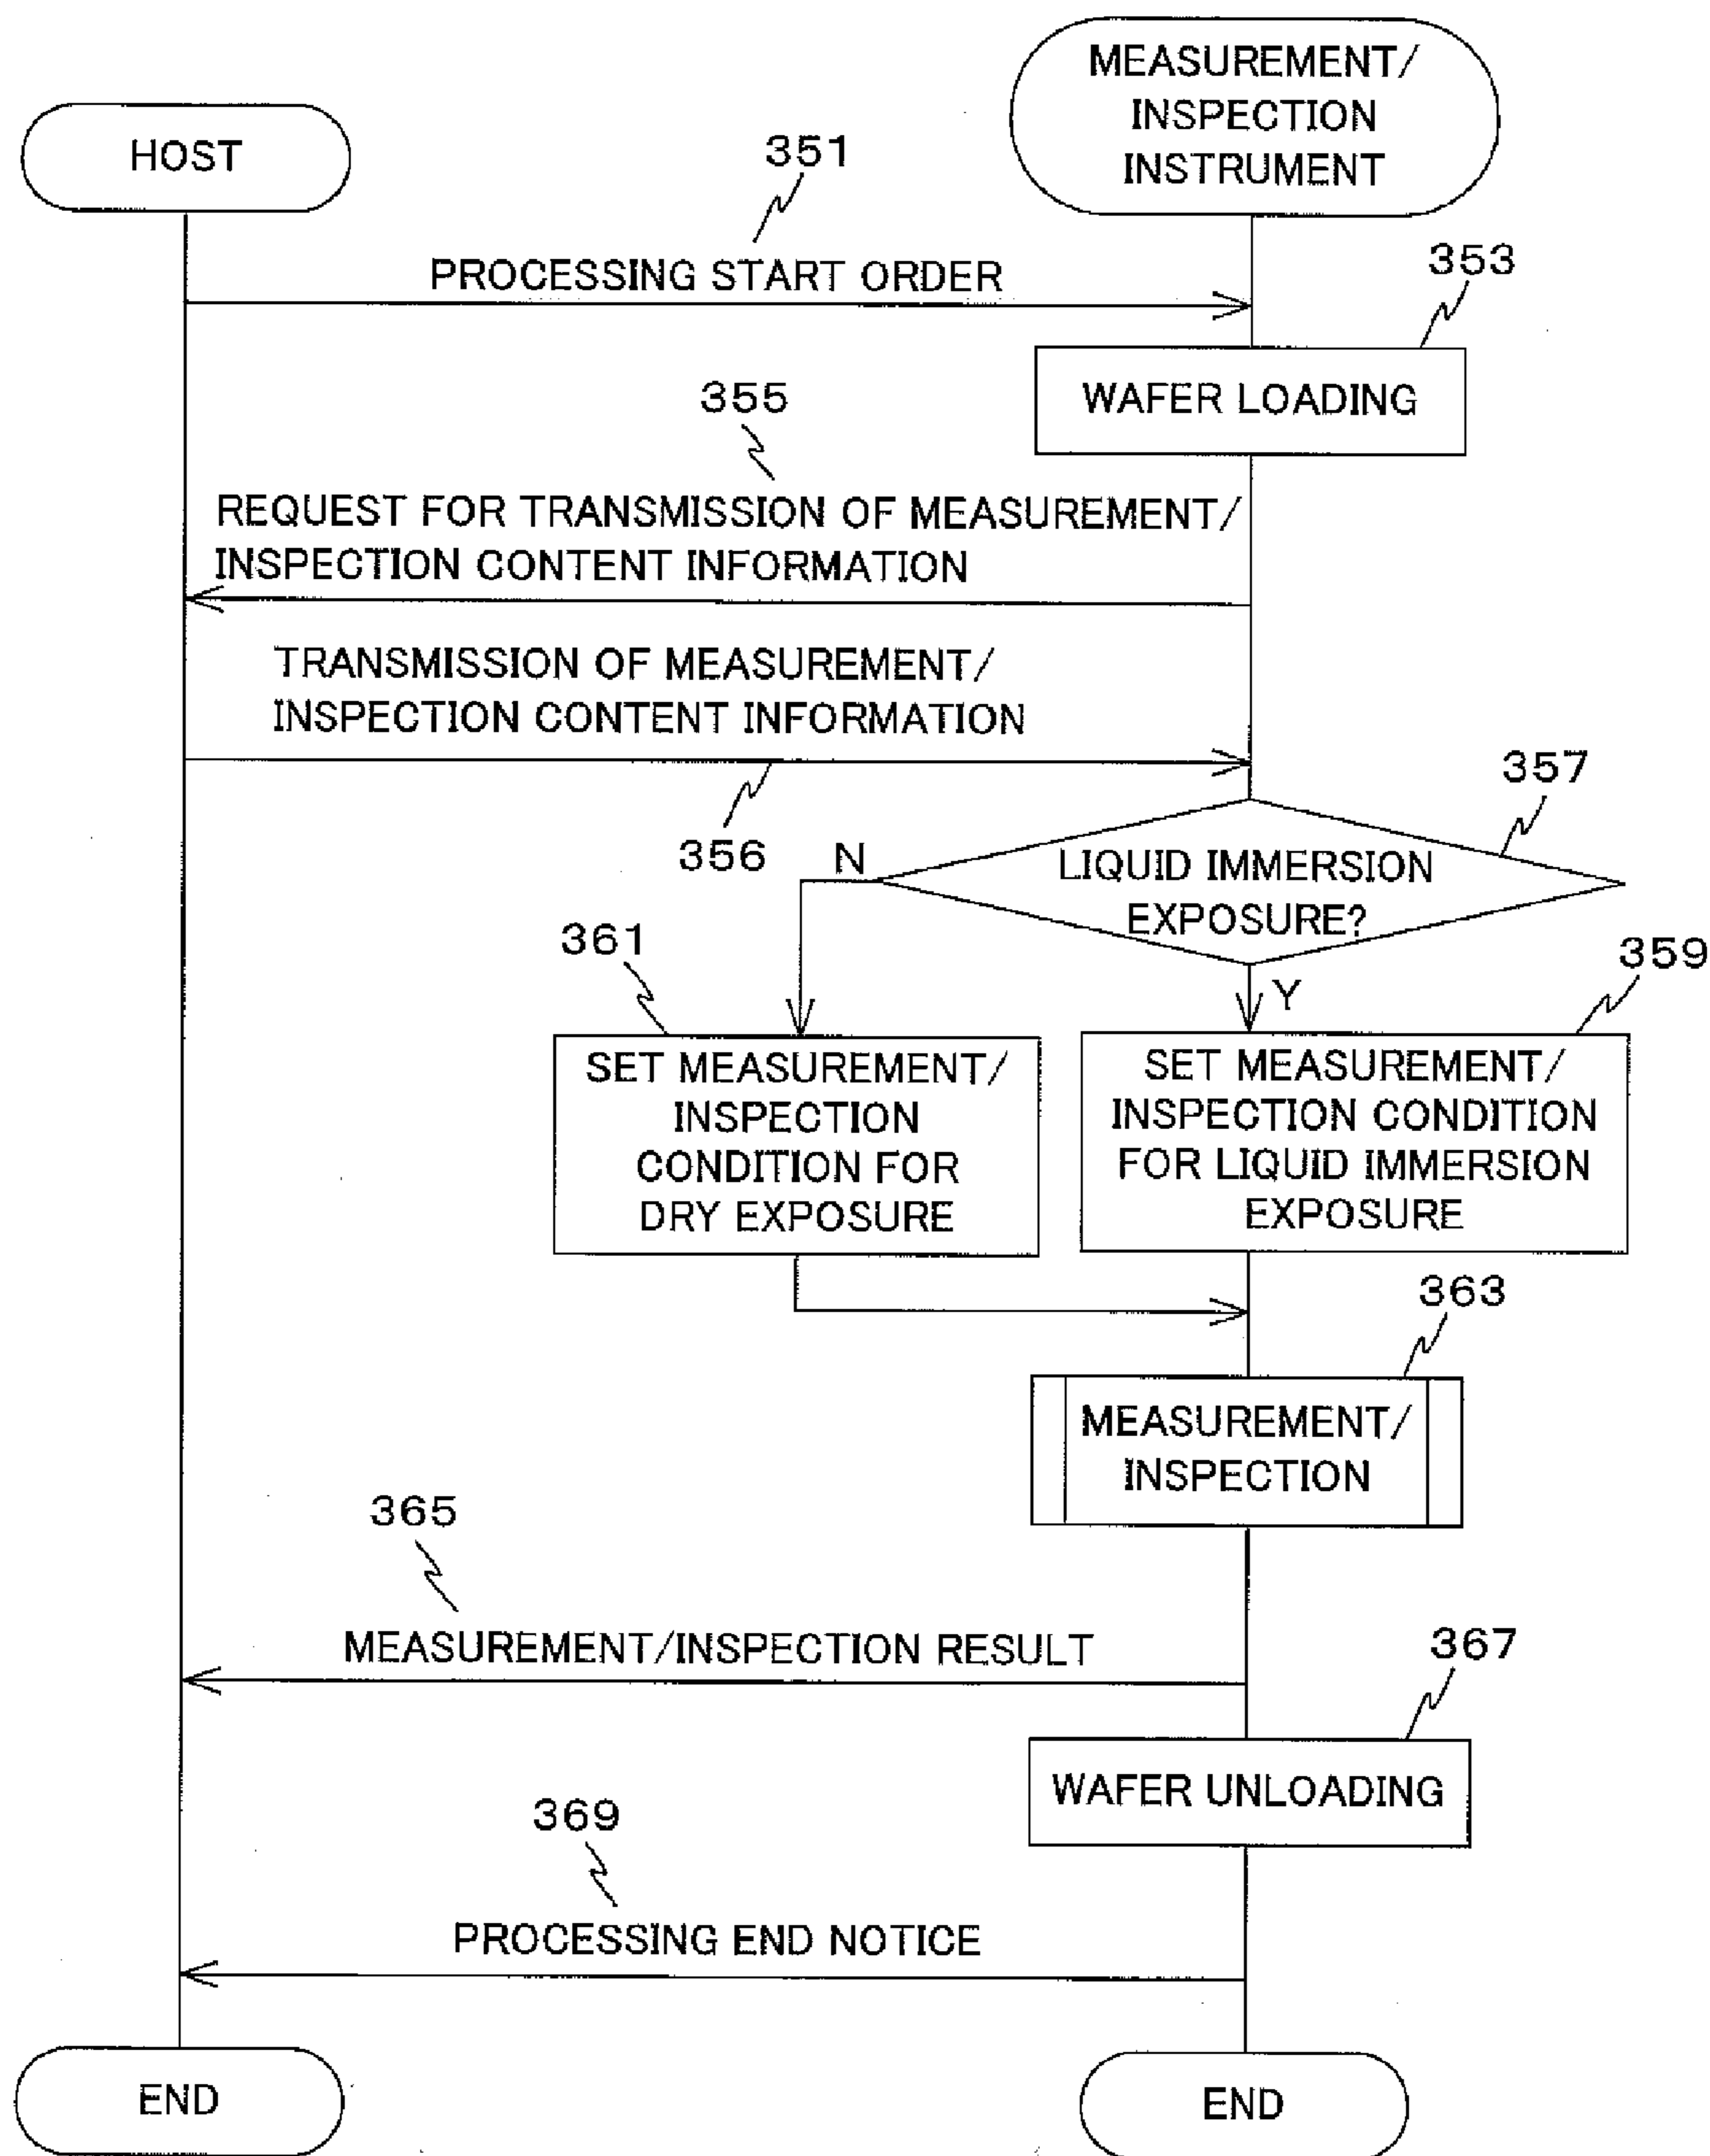 MEASUREMENT/
INSPECTION
INSTRUMENT
HOST
351
PROCESSING START ORDER
353
WAFER LOADING
355
REQUEST FOR TRANSMISSION OF MEASUREMENT/
INSPECTION CONTENT INFORMATION
TRANSMISSION OF MEASUREMENT/
INSPECTION CONTENT INFORMATION
356
357
LIQUID IMMERSION
EXPOSURE?
N
Y
361
SET MEASUREMENT/
INSPECTION
CONDITION FOR
DRY EXPOSURE
359
SET MEASUREMENT/
INSPECTION CONDITION
FOR LIQUID IMMERSION
EXPOSURE
363
MEASUREMENT/
INSPECTION
365
MEASUREMENT/INSPECTION RESULT
367
WAFER UNLOADING
369
PROCESSING END NOTICE
END
END